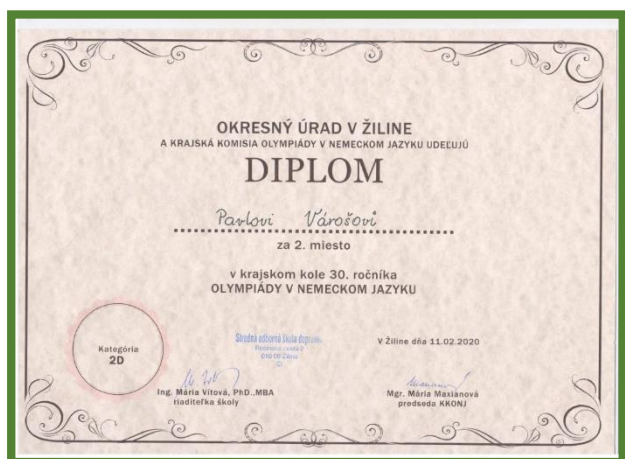 OKRESNÝ ÚRAD V ŽILINE
A KRAJSKÁ KOMISIA OLYMPIÁDY V NEMECKOM JAZYKU UDEĽUJÚ
DIPLOM
Pavlovi Várošovi
za 2. miesto
v krajskom kole 30. ročníka
OLYMPIÁDY V NEMECKOM JAZYKU
Kategória
2D
Stredná odborná škola
V Žiline dňa 11.02.2020
Ing. Mária Vítová, PhD.,MBA
riaditeľka školy
Mgr. Mária Maxianová
predseda KKONJ